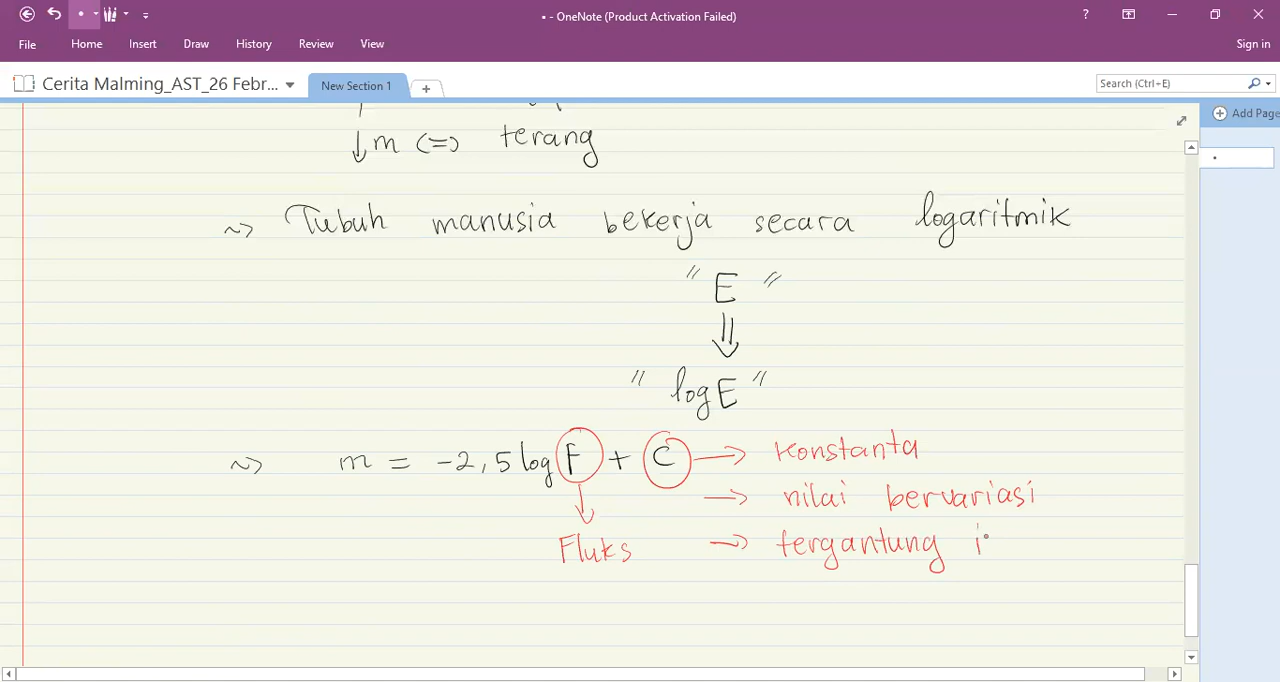 - OneNote (Product Activation Failed)
File Home Insert Draw History Review View Sign in
Cerita Malming_AST_26 Febr... New Section 1 Search (Ctrl+E)
Add Page
↓m <=> terang
~> Tubuh manusia bekerja secara logaritmik
"E"
⇓
"log E"
~> m = -2,5 log F + C → Konstanta
→ nilai bervariasi
Fluks → tergantung i